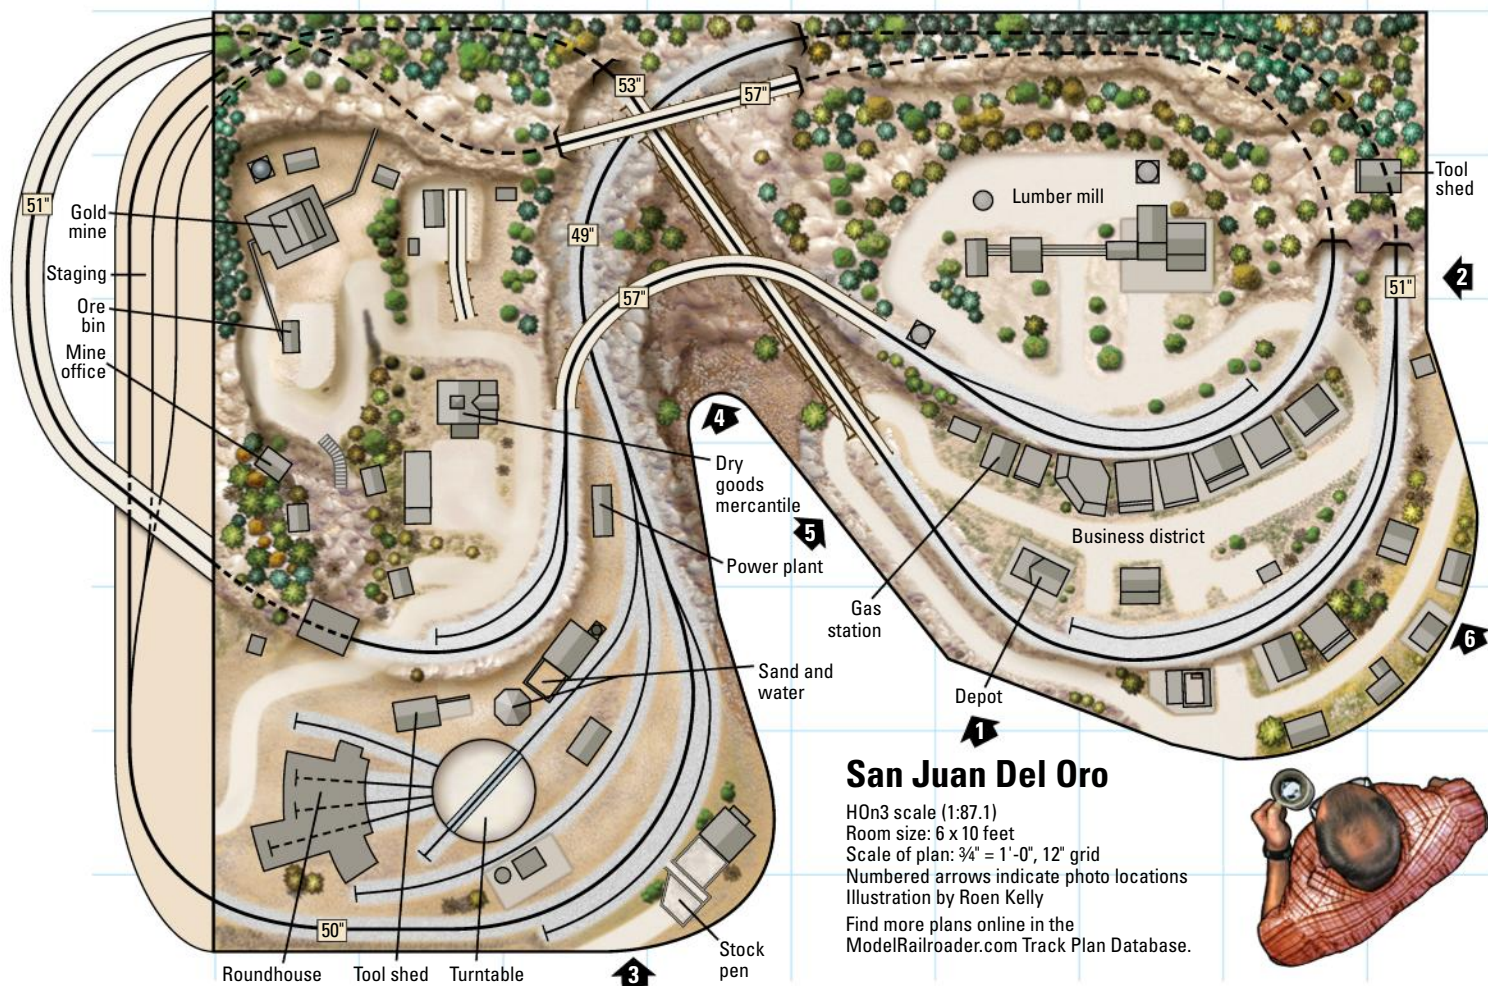 53"
57"
49"
57"
51"
51"
50"
Gold
mine
Staging
Ore
bin
Mine
office
Lumber mill
Tool
shed
2
4
Dry
goods
mercantile
5
Power plant
Business district
Gas
station
6
Sand and
water
Depot
1
Roundhouse
Tool shed
Turntable
3
Stock
pen
San Juan Del Oro
HOn3 scale (1:87.1)
Room size: 6 x 10 feet
Scale of plan: ¾" = 1'-0", 12" grid
Numbered arrows indicate photo locations
Illustration by Roen Kelly
Find more plans online in the
ModelRailroader.com Track Plan Database.